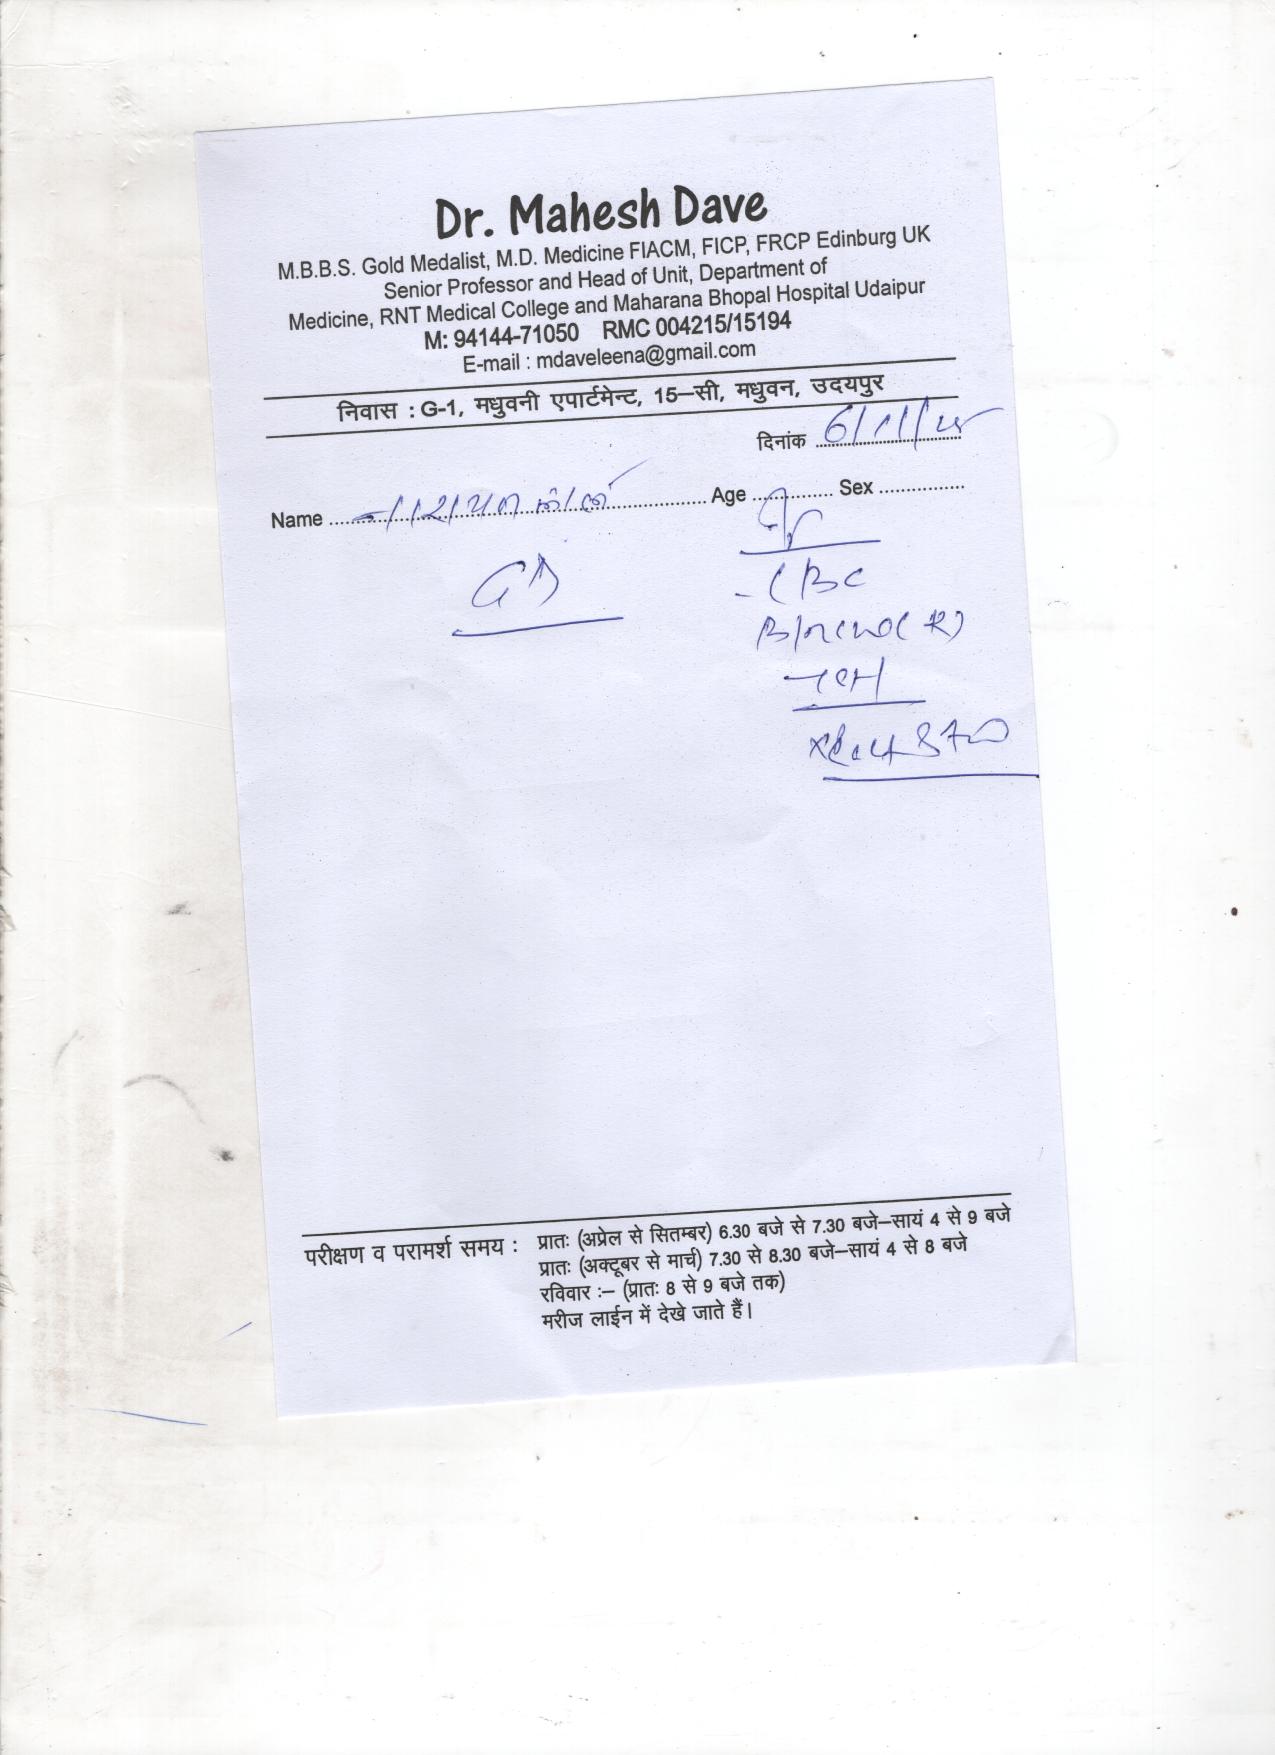 Dr. Mahesh Dave
M.B.B.S. Gold Medalist, M.D. Medicine FIACM, FICP, FRCP Edinburg UK
Senior Professor and Head of Unit, Department of
Medicine, RNT Medical College and Maharana Bhopal Hospital Udaipur
M: 94144-71050 RMC 004215/15194
E-mail : mdaveleena@gmail.com
निवास : G-1, मधुवनी एपार्टमेन्ट, 15–सी, मधुवन, उदयपुर
दिनांक 6/11/
Name Age Sex
CBC
परीक्षण व परामर्श समय : प्रातः (अप्रेल से सितम्बर) 6.30 बजे से 7.30 बजे–सायं 4 से 9 बजे
प्रातः (अक्टूबर से मार्च) 7.30 से 8.30 बजे–सायं 4 से 8 बजे
रविवार :– (प्रातः 8 से 9 बजे तक)
मरीज लाईन में देखे जाते हैं।